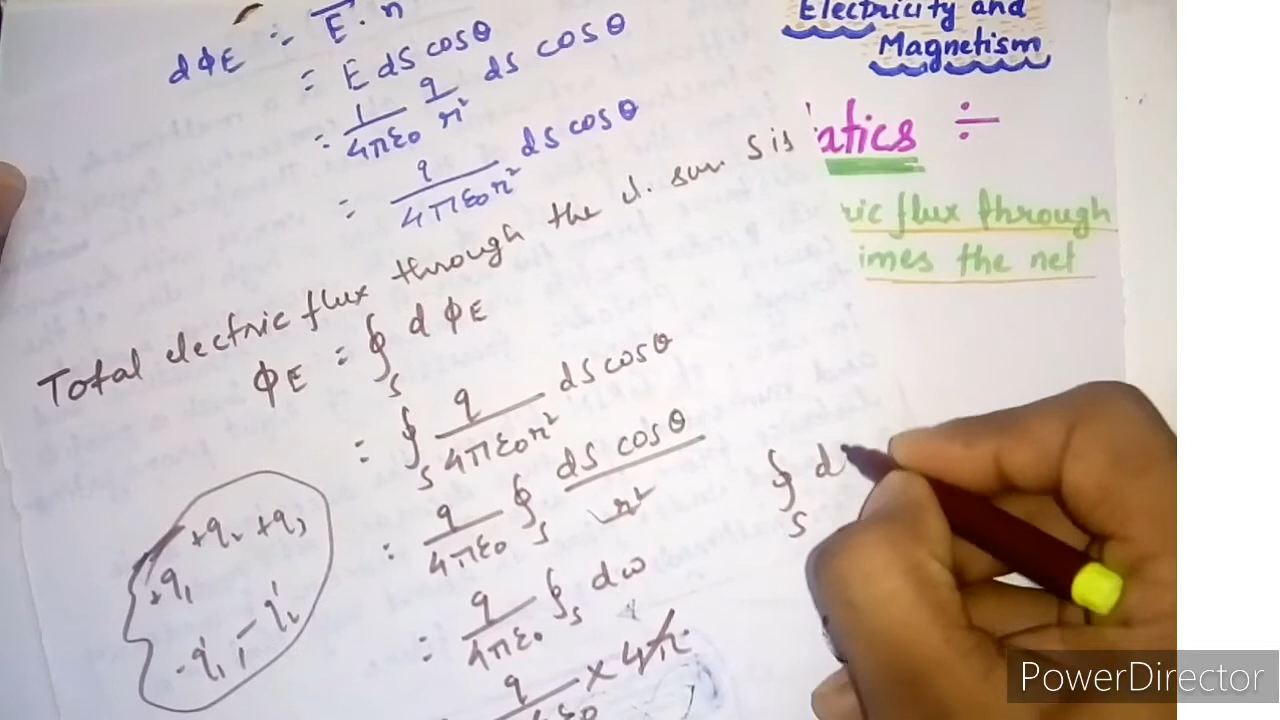 dΦE = E . n
= E ds cosθ
= 1/4πε0 q/r² ds cosθ
= q/4πε0r² ds cosθ
Electricity and
Magnetism
atics ÷
ric flux through
imes the net
Total electric flux through the cl. sur. S is
ΦE = ∮S dΦE
= ∮S q/4πε0r² ds cosθ
= q/4πε0 ∮S ds cosθ/r²
∮S d
= q/4πε0 ∮S dω
= q/4πε0 × 4π
+q2 +q3
+q1
-q'1, -q'2
PowerDirector